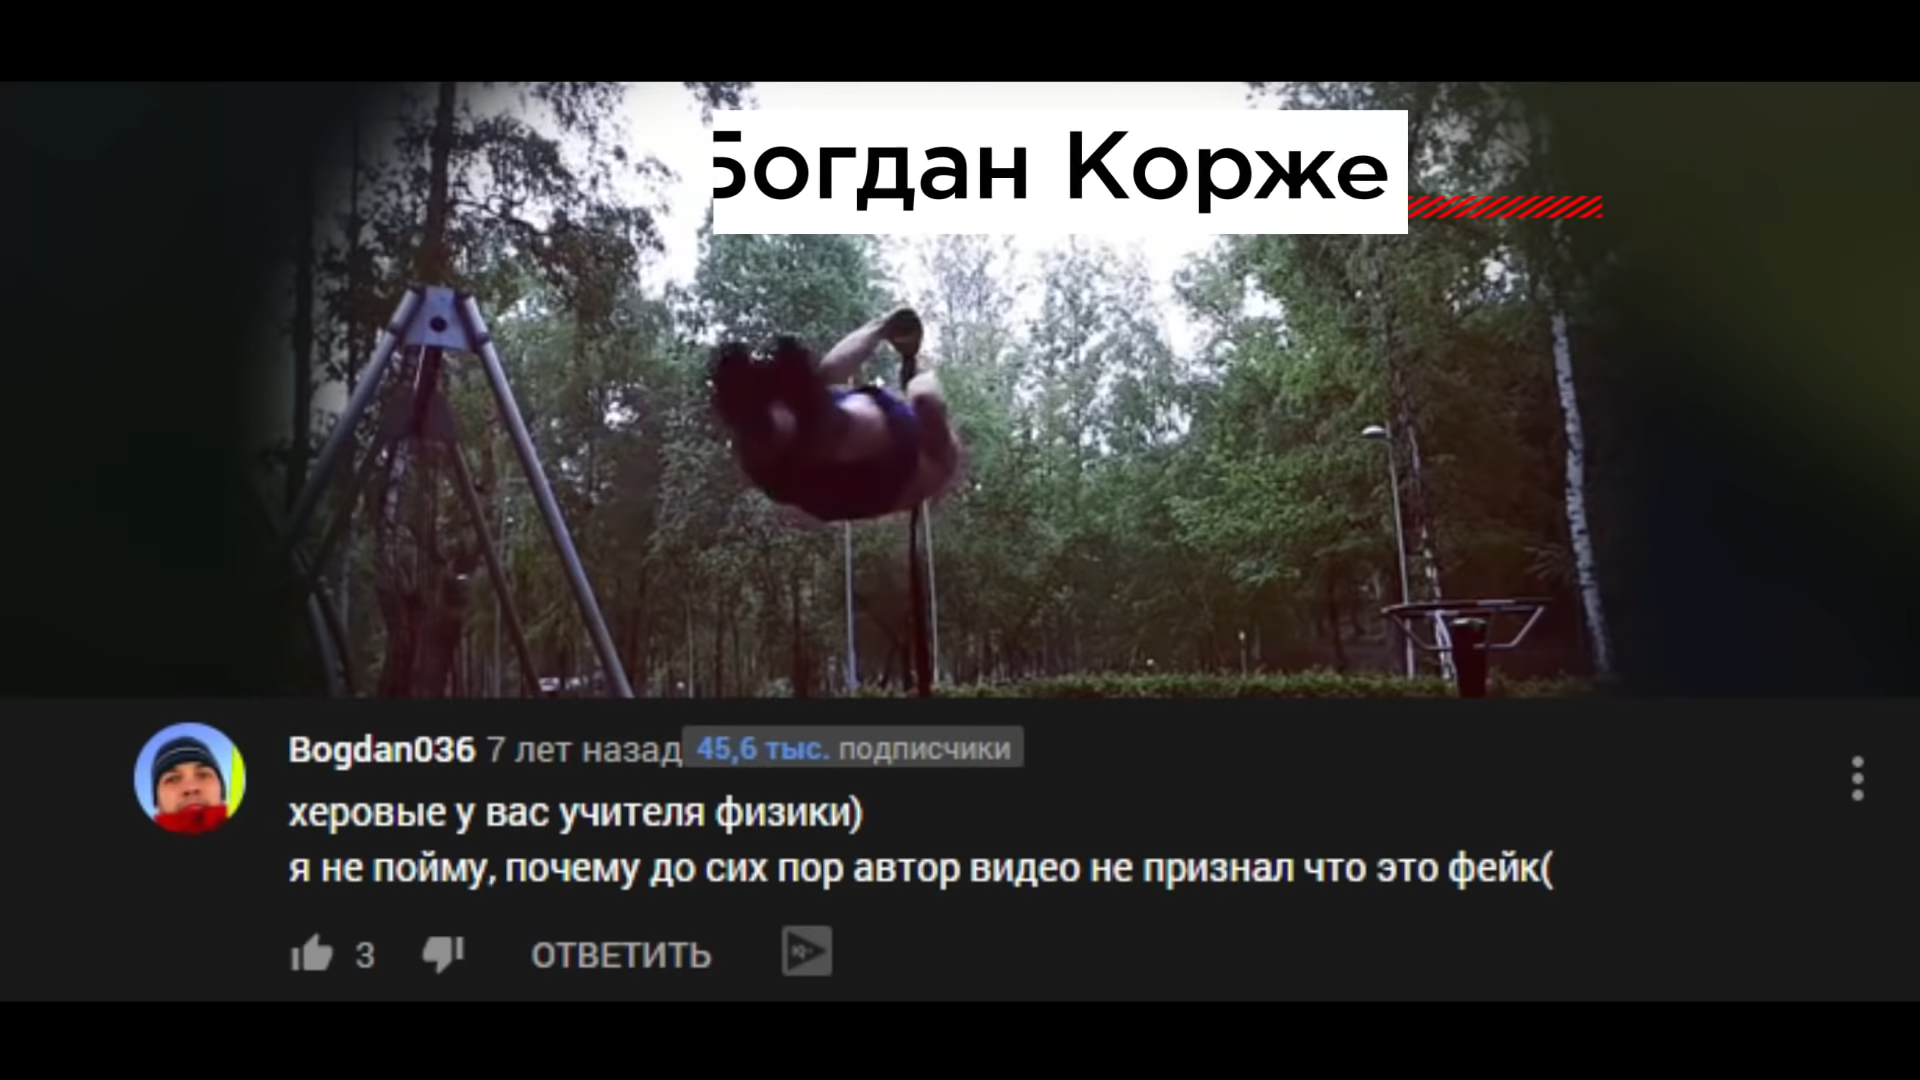 Богдан Корже
Bogdan036 7 лет назад 45,6 тыс. подписчики
херовые у вас учителя физики)
я не пойму, почему до сих пор автор видео не признал что это фейк(
3 ОТВЕТИТЬ